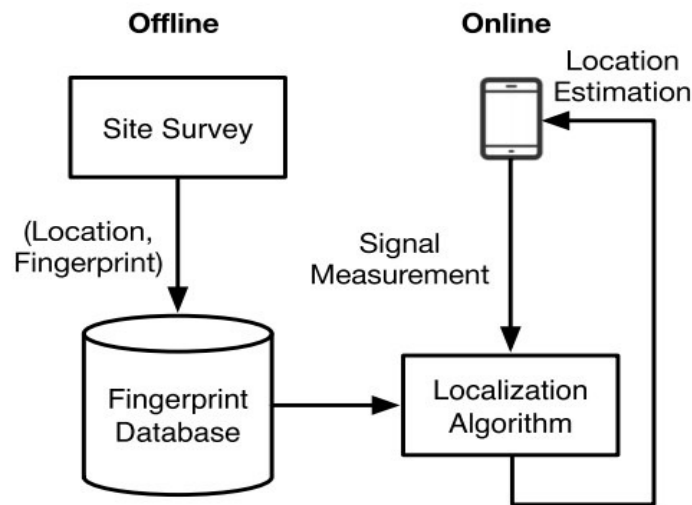 Offline
Online
Site Survey
Location
Estimation
(Location,
Fingerprint)
Signal
Measurement
Fingerprint
Database
Localization
Algorithm